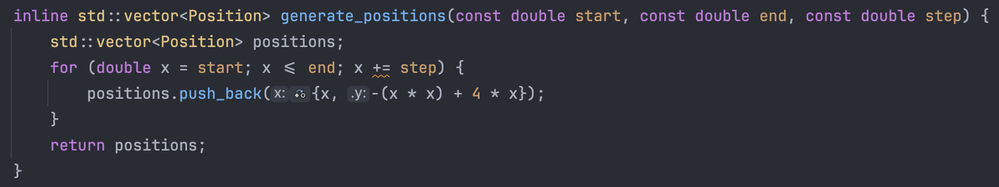 inline std::vector<Position> generate_positions(const double start, const double end, const double step) {
    std::vector<Position> positions;
    for (double x = start; x <= end; x += step) {
        positions.push_back(x: {x, .y: -(x * x) + 4 * x});
    }
    return positions;
}